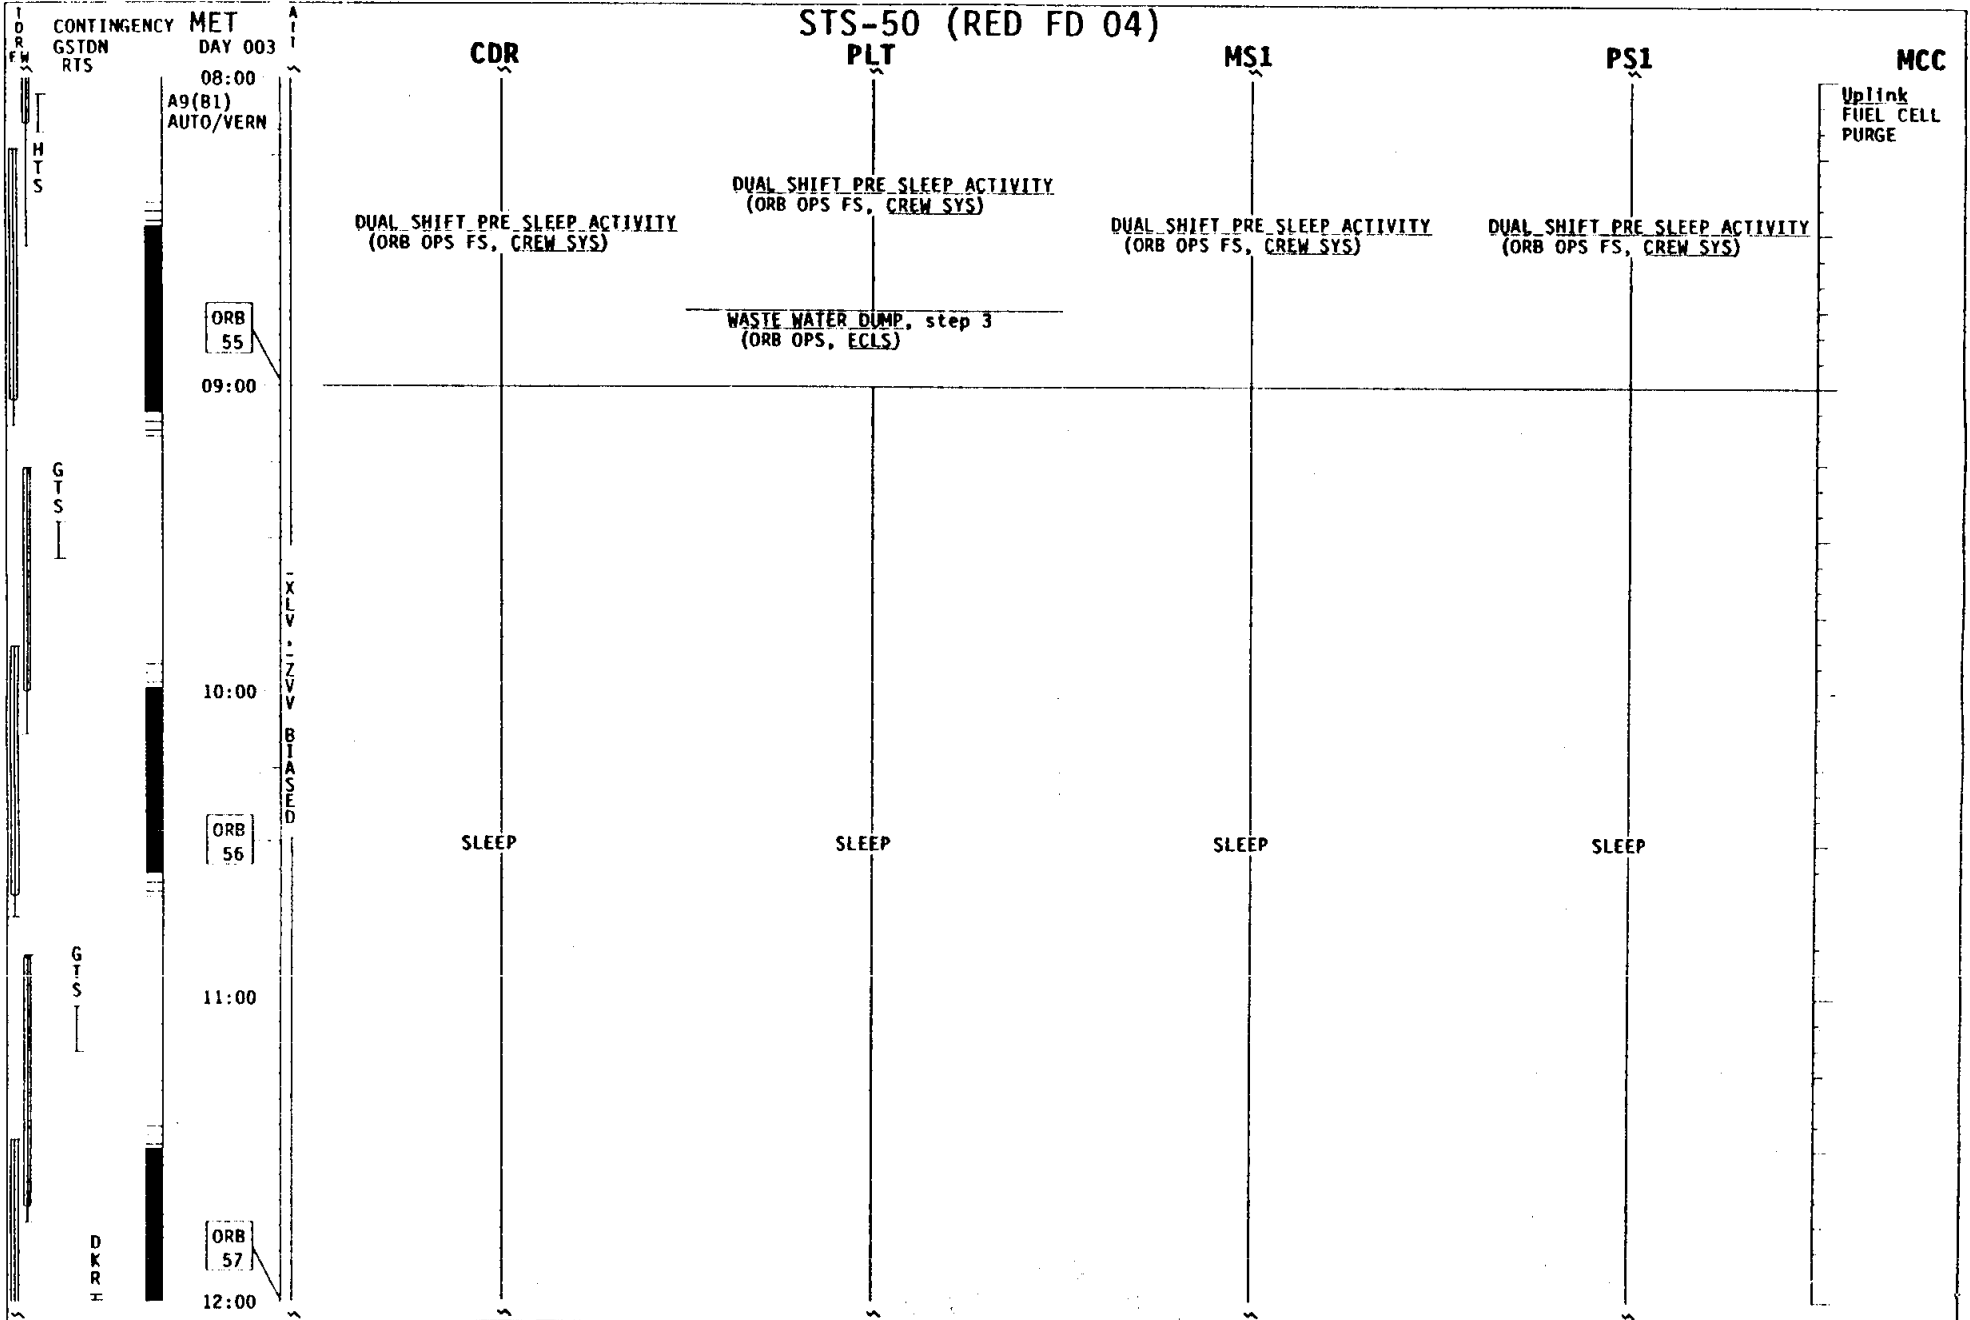 STS-50 (RED FD 04)
TDR
F W
CONTINGENCY
GSTDN
RTS
MET
DAY 003
ATT
CDR
PLT
MS1
PS1
MCC
08:00
A9(B1)
AUTO/VERN
Uplink
FUEL CELL
PURGE
HTS
DUAL SHIFT PRE SLEEP ACTIVITY
(ORB OPS FS, CREW SYS)
DUAL SHIFT PRE SLEEP ACTIVITY
(ORB OPS FS, CREW SYS)
DUAL SHIFT PRE SLEEP ACTIVITY
(ORB OPS FS, CREW SYS)
DUAL SHIFT PRE SLEEP ACTIVITY
(ORB OPS FS, CREW SYS)
ORB
55
WASTE WATER DUMP, step 3
(ORB OPS, ECLS)
09:00
GTS
-XLV,-ZVV BIASED
10:00
ORB
56
SLEEP
SLEEP
SLEEP
SLEEP
GTS
11:00
DKR
ORB
57
12:00